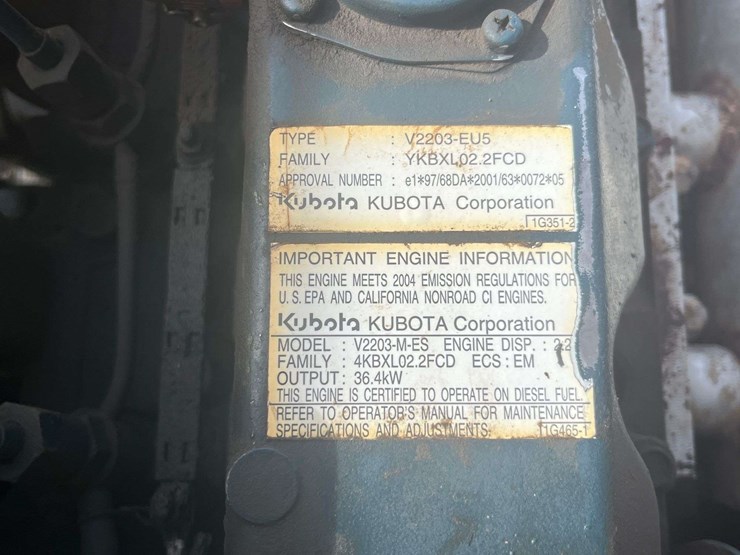 TYPE : V2203-EU5
FAMILY : YKBXL02.2FCD
APPROVAL NUMBER : e1*97/68DA*2001/63*0072*05
Kubota KUBOTA Corporation
1G351-2
IMPORTANT ENGINE INFORMATION
THIS ENGINE MEETS 2004 EMISSION REGULATIONS FOR
U.S. EPA AND CALIFORNIA NONROAD CI ENGINES.
Kubota KUBOTA Corporation
MODEL : V2203-M-ES ENGINE DISP. : 2.2
FAMILY : 4KBXL02.2FCD ECS : EM
OUTPUT : 36.4kW
THIS ENGINE IS CERTIFIED TO OPERATE ON DIESEL FUEL
REFER TO OPERATOR'S MANUAL FOR MAINTENANCE
SPECIFICATIONS AND ADJUSTMENTS. 1G465-1